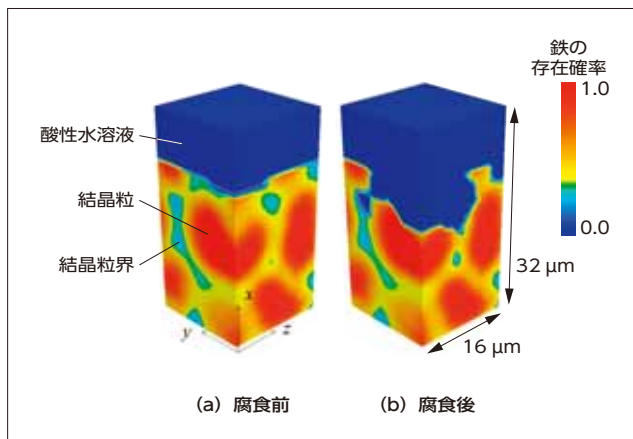 鉄の
存在確率
1.0
0.0
酸性水溶液
結晶粒
結晶粒界
x
y
z
32 µm
16 µm
(a) 腐食前
(b) 腐食後